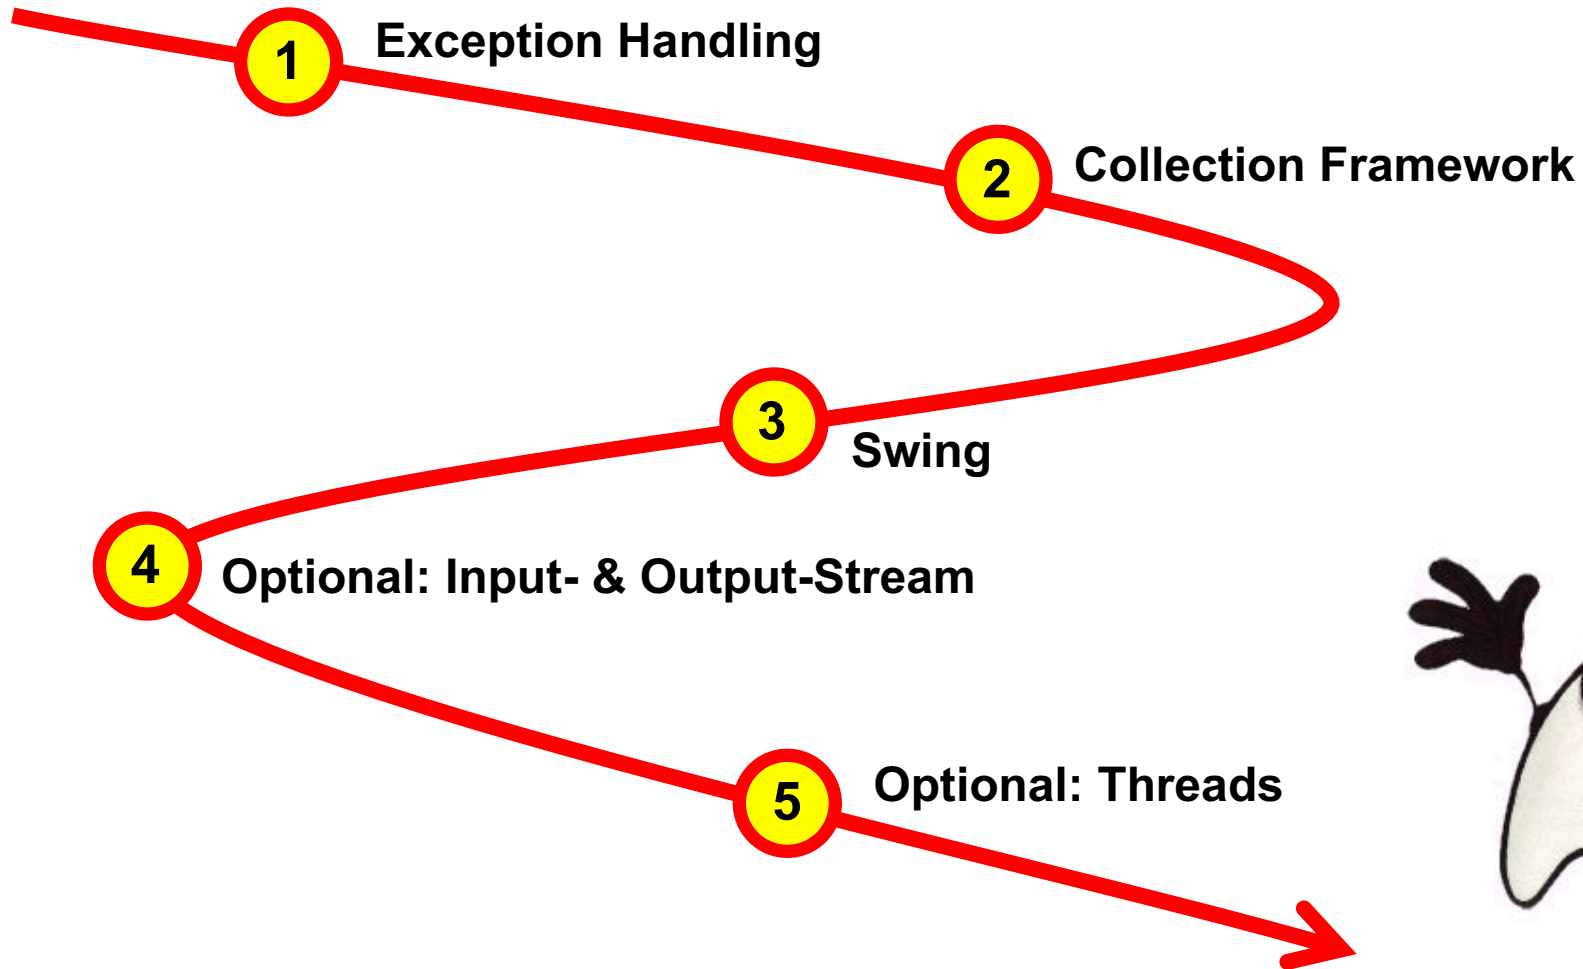 1 Exception Handling
2 Collection Framework
3 Swing
4 Optional: Input- & Output-Stream
5 Optional: Threads